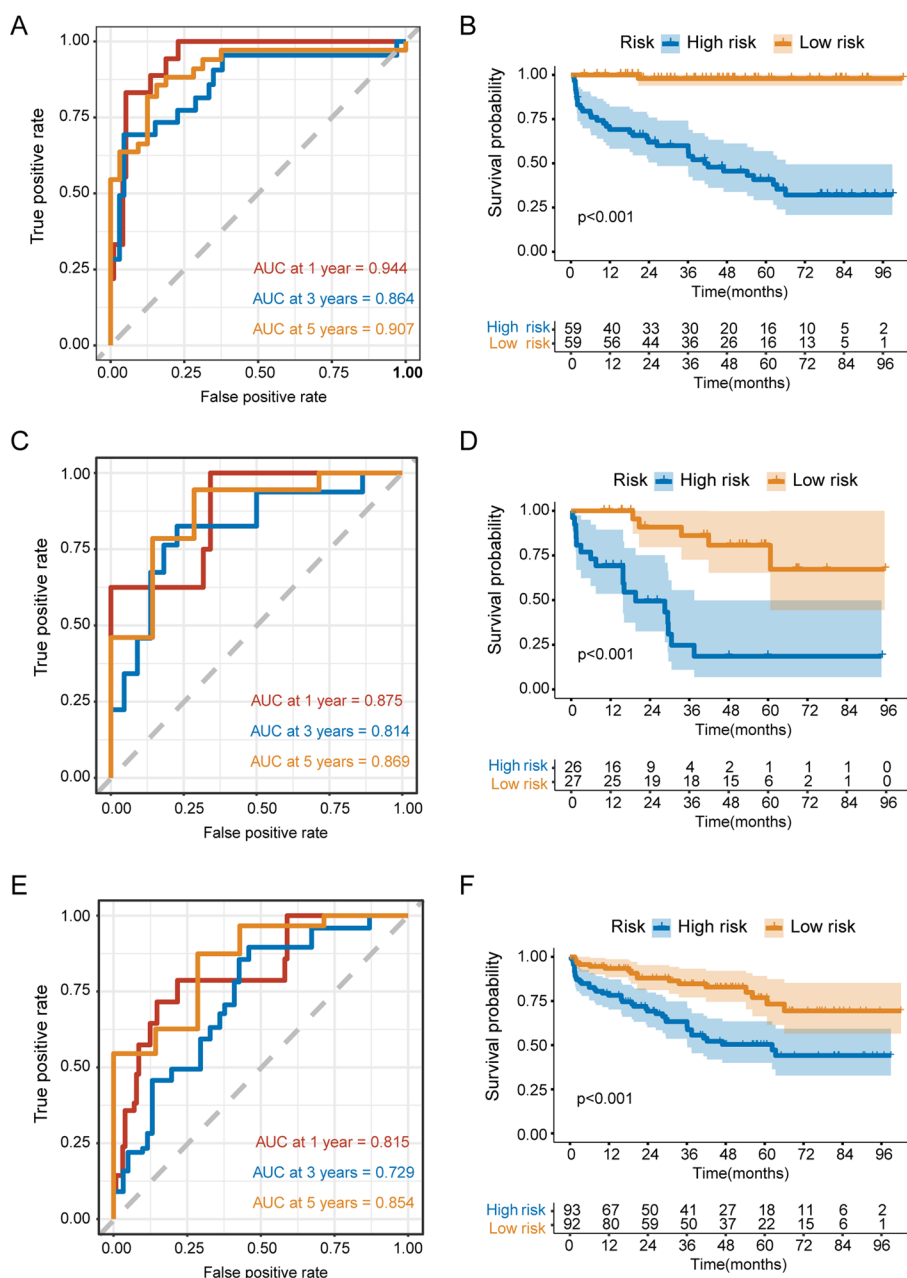 A
True positive rate
1.00
0.75
0.50
0.25
0.00
AUC at 1 year = 0.944
AUC at 3 years = 0.864
AUC at 5 years = 0.907
0.00 0.25 0.50 0.75 1.00
False positive rate
B
Risk High risk Low risk
Survival probability
1.00
0.75
0.50
0.25
0.00
p<0.001
0 12 24 36 48 60 72 84 96
Time(months)
High risk 59 40 33 30 20 16 10 5 2
Low risk 59 56 44 36 26 16 13 5 1
0 12 24 36 48 60 72 84 96
Time(months)
C
True positive rate
1.00
0.75
0.50
0.25
0.00
AUC at 1 year = 0.875
AUC at 3 years = 0.814
AUC at 5 years = 0.869
0.00 0.25 0.50 0.75 1.00
False positive rate
D
Risk High risk Low risk
Survival probability
1.00
0.75
0.50
0.25
0.00
p<0.001
0 12 24 36 48 60 72 84 96
Time(months)
High risk 26 16 9 4 2 1 1 1 0
Low risk 27 25 19 18 15 6 2 1 0
0 12 24 36 48 60 72 84 96
Time(months)
E
True positive rate
1.00
0.75
0.50
0.25
0.00
AUC at 1 year = 0.815
AUC at 3 years = 0.729
AUC at 5 years = 0.854
0.00 0.25 0.50 0.75 1.00
False positive rate
F
Risk High risk Low risk
Survival probability
1.00
0.75
0.50
0.25
0.00
p<0.001
0 12 24 36 48 60 72 84 96
Time(months)
High risk 93 67 50 41 27 18 11 6 2
Low risk 92 80 59 50 37 22 15 6 1
0 12 24 36 48 60 72 84 96
Time(months)